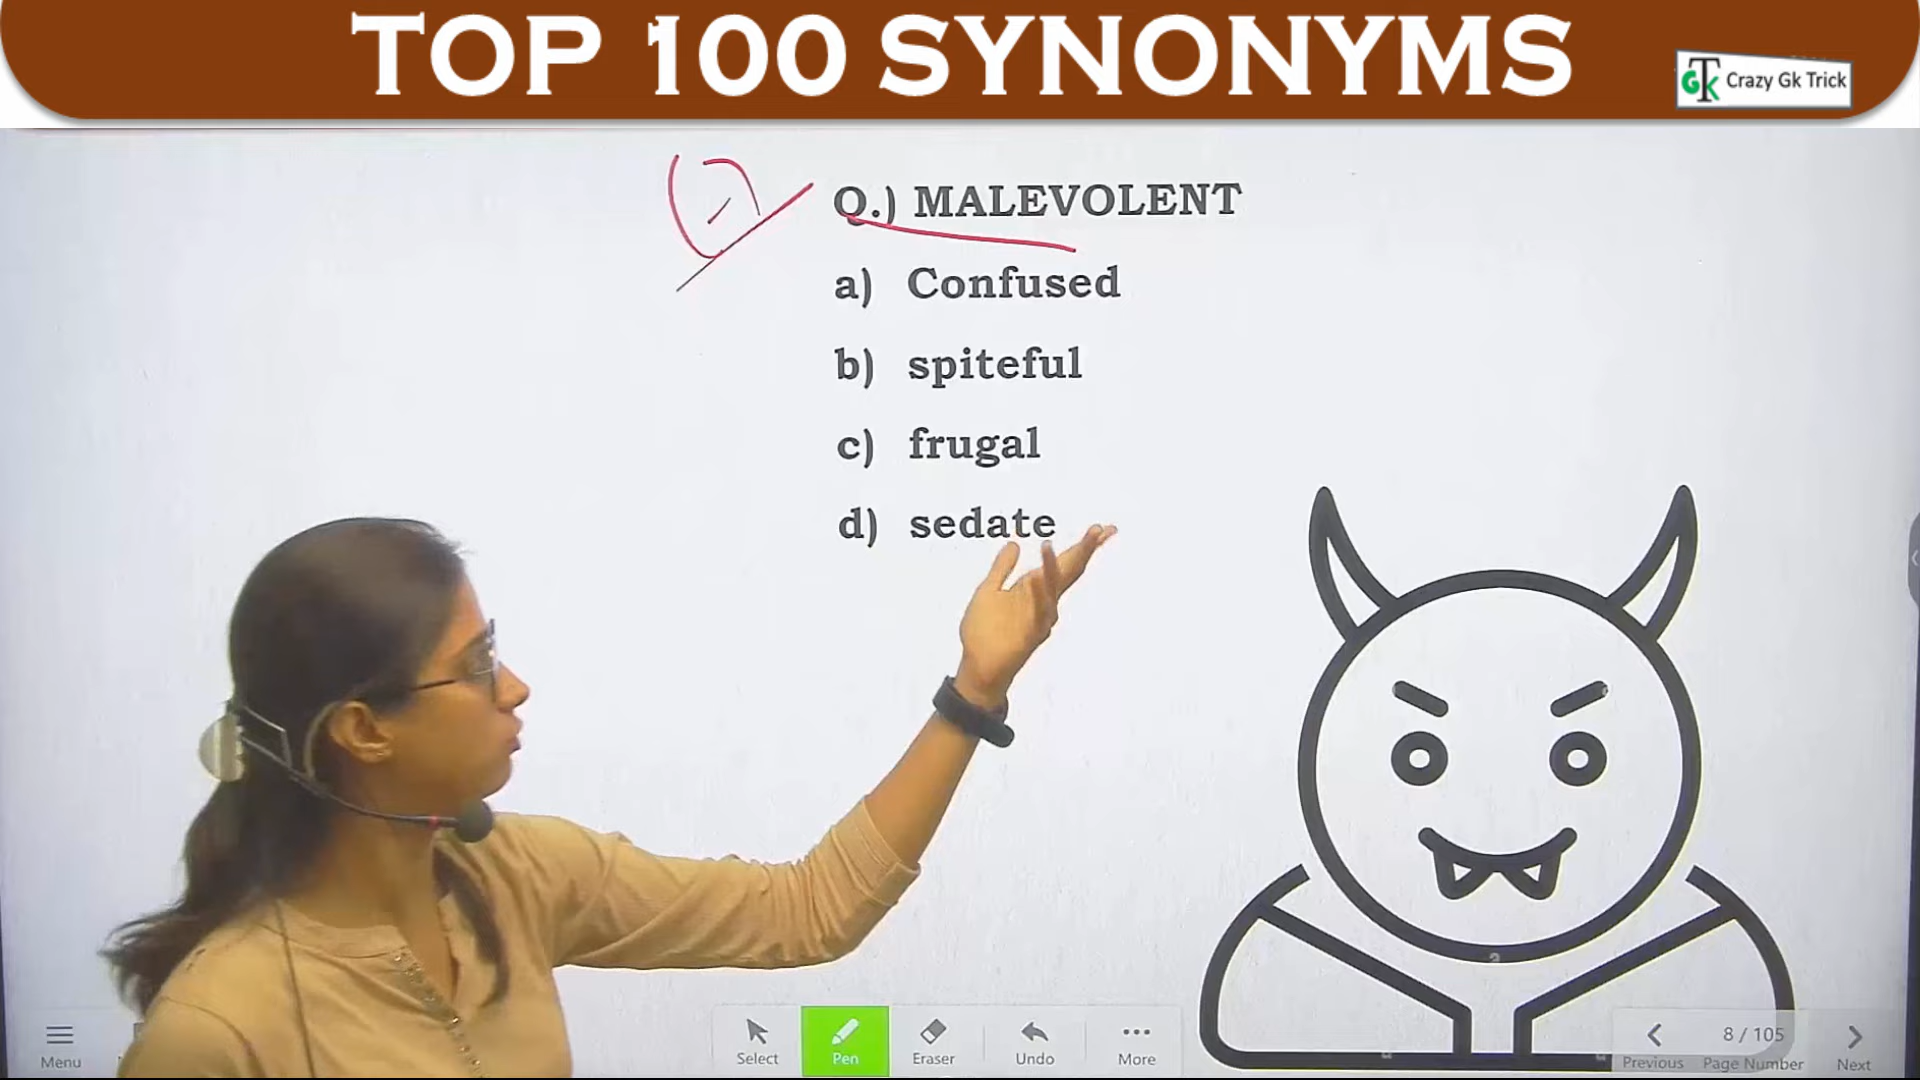 TOP 100 SYNONYMS
GTK Crazy Gk Trick
Q.) MALEVOLENT
a) Confused
b) spiteful
c) frugal
d) sedate
Menu
Select
Pen
Eraser
Undo
More
8 / 105
Previous
Page Number
Next